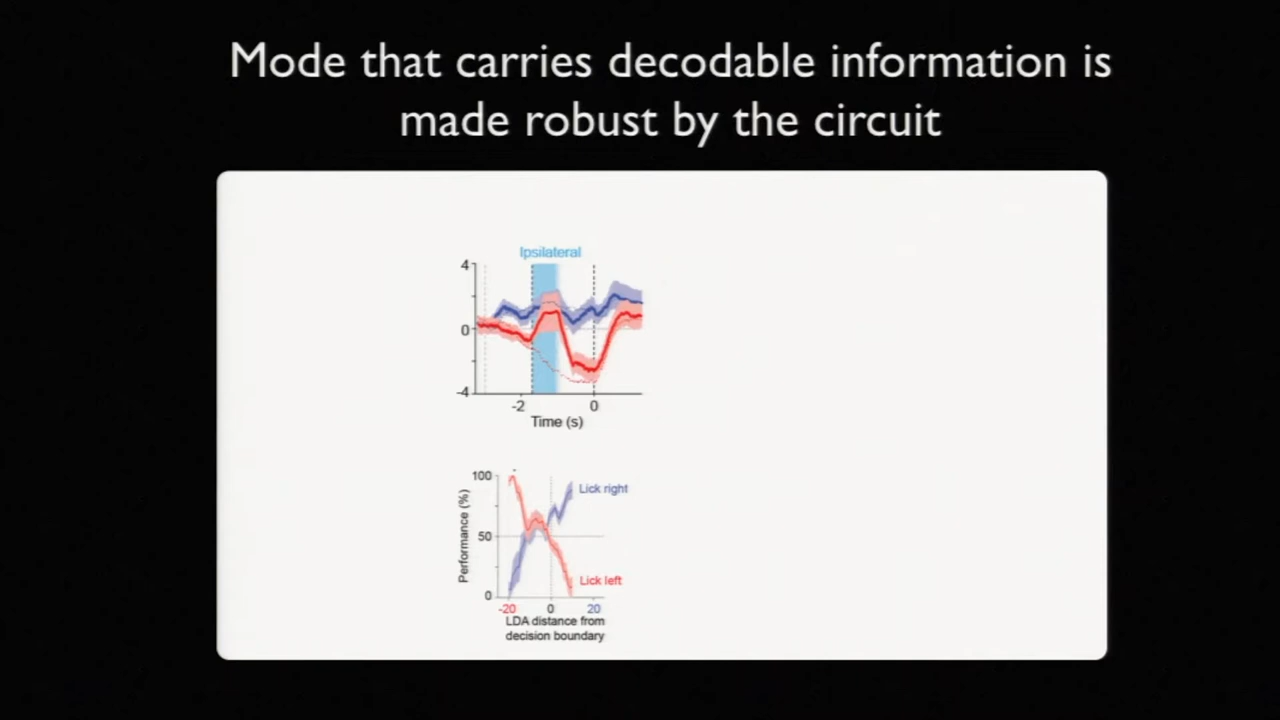 Mode that carries decodable information is
made robust by the circuit
Ipsilateral
4
0
-4
-2 0
Time (s)
100
50
0
Performance (%)
Lick right
Lick left
-20 0 20
LDA distance from
decision boundary